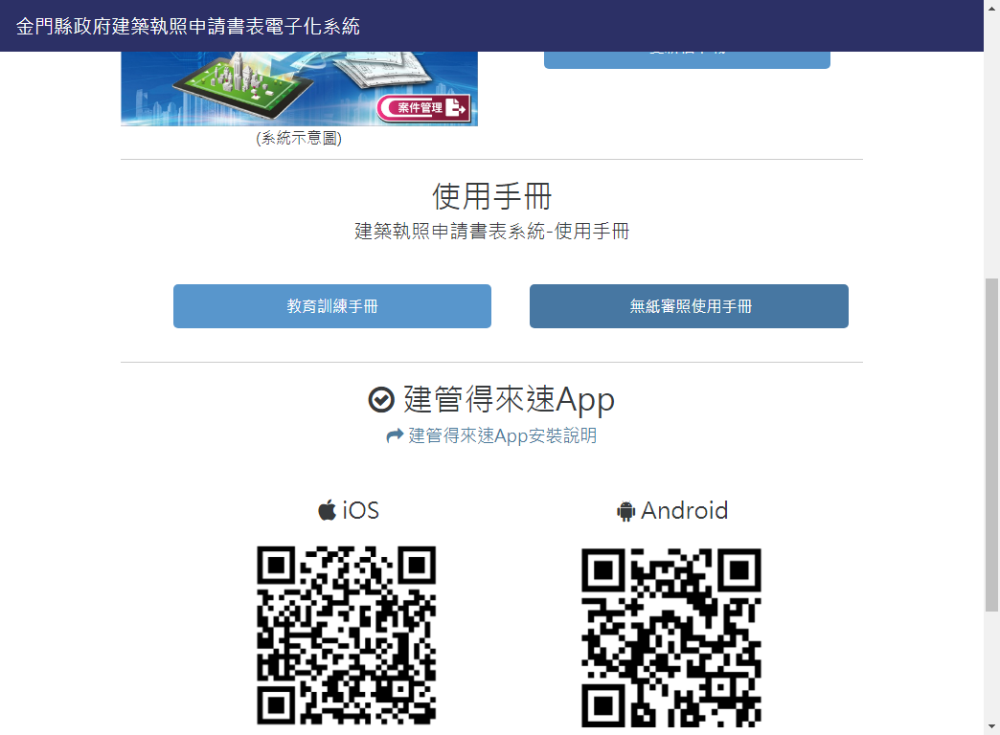 金門縣政府建築執照申請書表電子化系統
案件管理
(系統示意圖)
使用手冊
建築執照申請書表系統-使用手冊
教育訓練手冊
無紙審照使用手冊
建管得來速App
建管得來速App安裝說明
iOS
Android